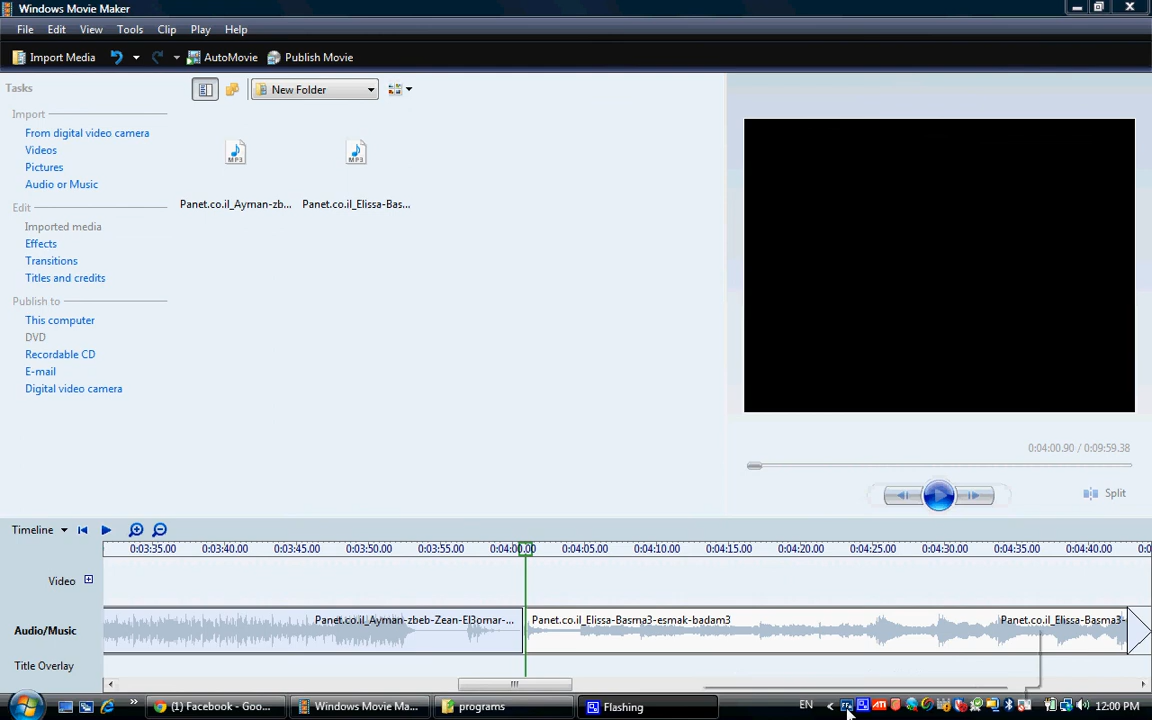 Windows Movie Maker
File Edit View Tools Clip Play Help
Import Media AutoMovie Publish Movie
Tasks
New Folder
Import
From digital video camera
Videos
Pictures
Audio or Music
Edit
Imported media
Effects
Transitions
Titles and credits
Publish to
This computer
DVD
Recordable CD
E-mail
Digital video camera
MP3 MP3
Panet.co.il_Ayman-zb... Panet.co.il_Elissa-Bas...
0:04:00.90 / 0:09:59.38
Split
Timeline
0:03:35.00 0:03:40.00 0:03:45.00 0:03:50.00 0:03:55.00 0:04:00.00 0:04:05.00 0:04:10.00 0:04:15.00 0:04:20.00 0:04:25.00 0:04:30.00 0:04:35.00 0:04:40.00 0:0
Video
Audio/Music
Panet.co.il_Ayman-zbeb-Zean-El3omar-... Panet.co.il_Elissa-Basma3-esmak-badam3 Panet.co.il_Elissa-Basma3-
Title Overlay
(1) Facebook - Goo... Windows Movie Ma... programs Flashing EN 12:00 PM